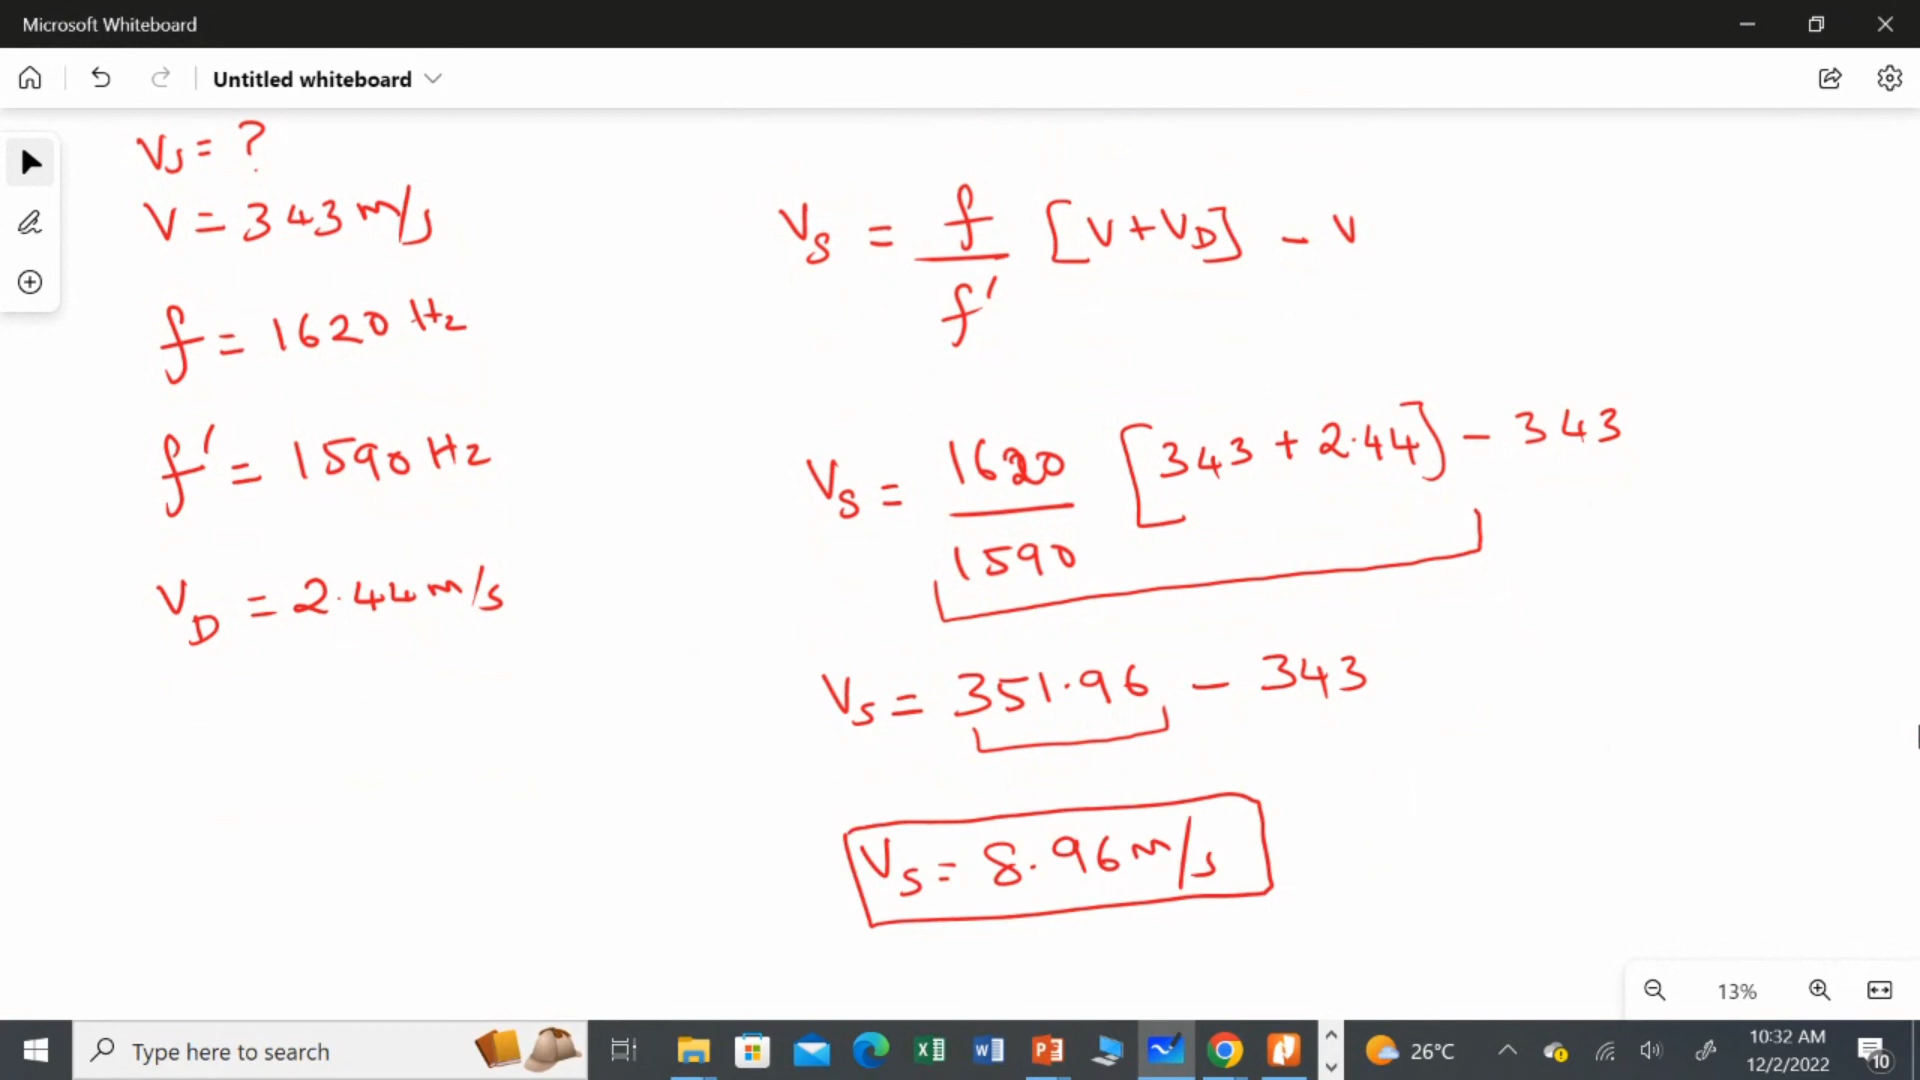 Microsoft Whiteboard
Untitled whiteboard
Vs = ?
V = 343 m/s
f = 1620 Hz
f' = 1590 Hz
VD = 2.44 m/s
Vs = f/f' [V + VD] - V
Vs = 1620/1590 [343 + 2.44] - 343
Vs = 351.96 - 343
Vs = 8.96 m/s
13%
Type here to search
26°C
10:32 AM
12/2/2022
10